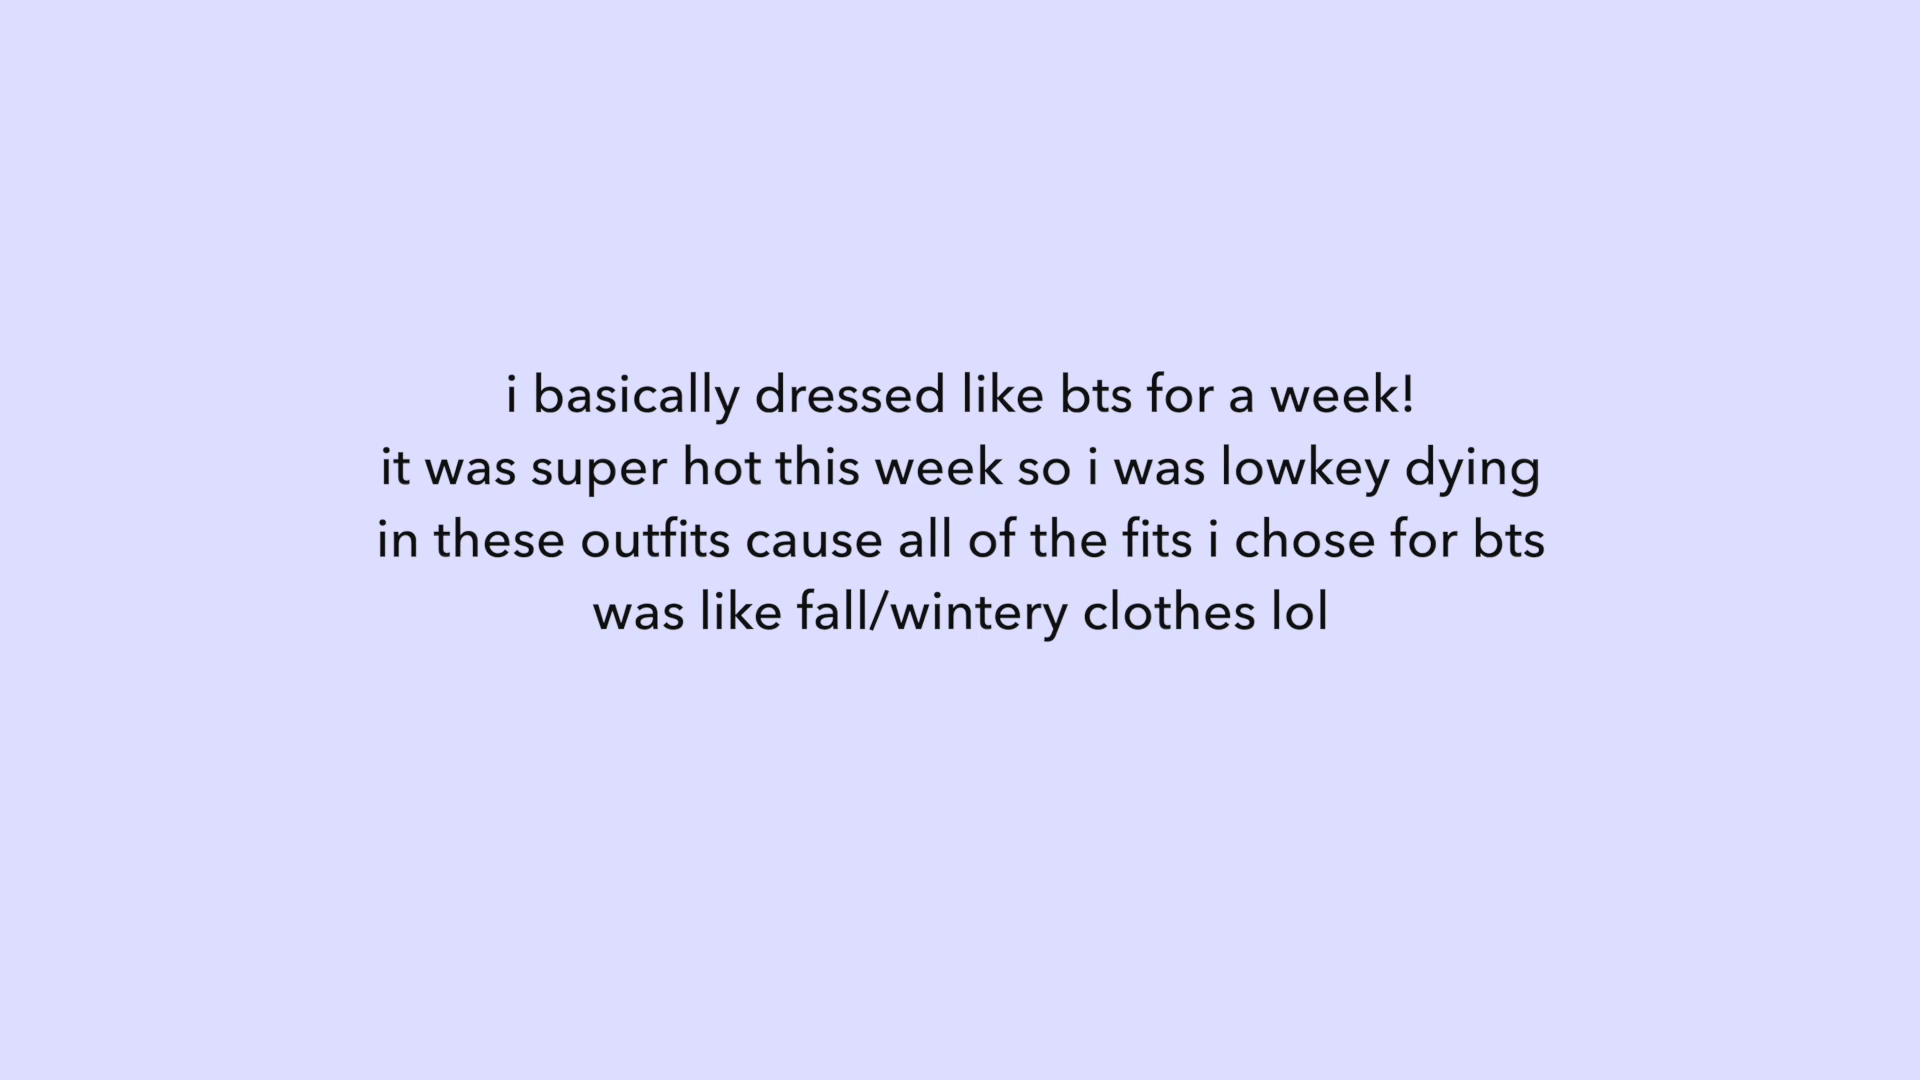 i basically dressed like bts for a week!
it was super hot this week so i was lowkey dying
in these outfits cause all of the fits i chose for bts
was like fall/wintery clothes lol